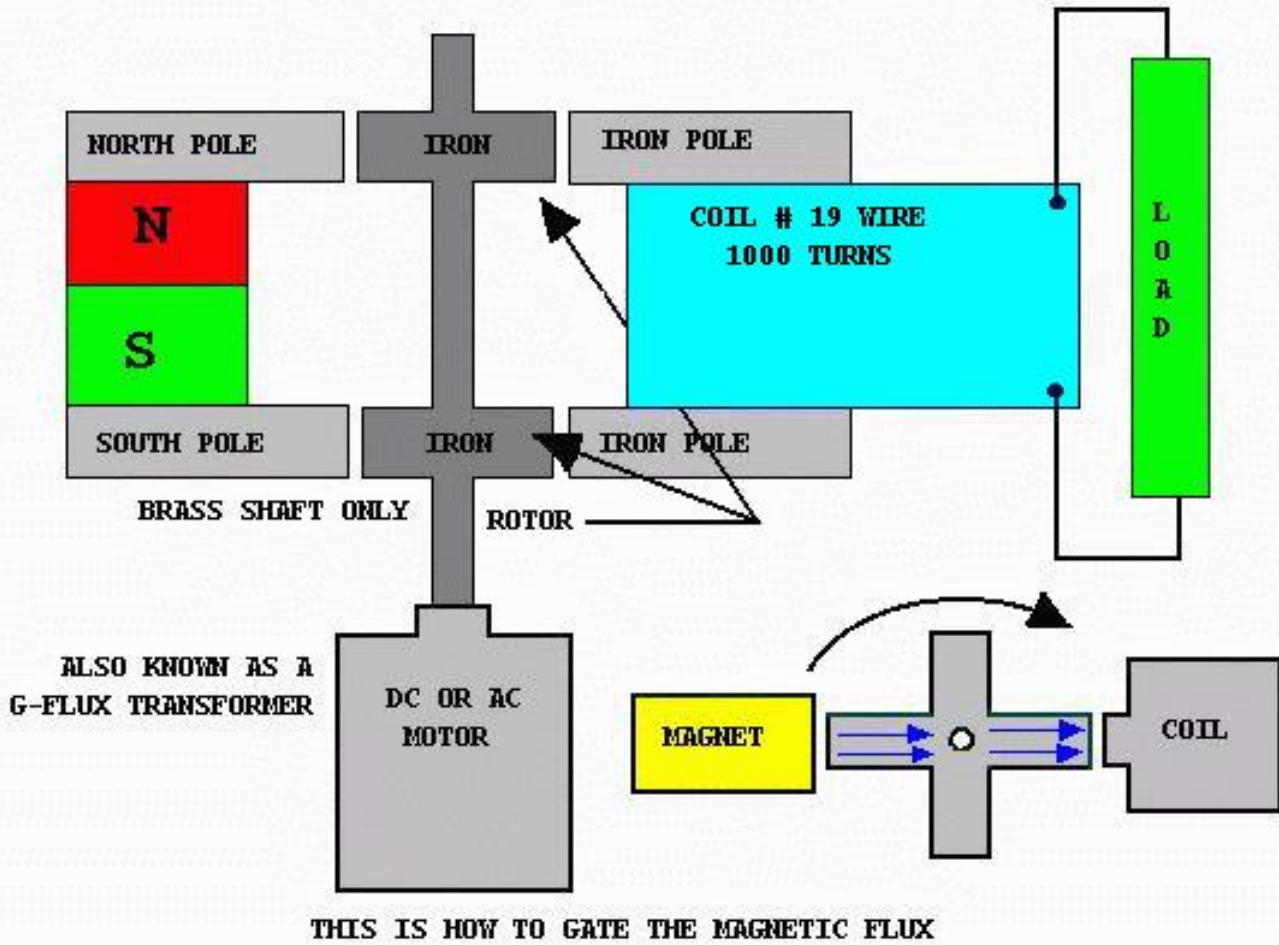 NORTH POLE
IRON
IRON POLE
N
COIL # 19 WIRE
1000 TURNS
L
O
A
D
S
SOUTH POLE
IRON
IRON POLE
BRASS SHAFT ONLY
ROTOR
ALSO KNOWN AS A
G-FLUX TRANSFORMER
DC OR AC
MOTOR
MAGNET
COIL
THIS IS HOW TO GATE THE MAGNETIC FLUX